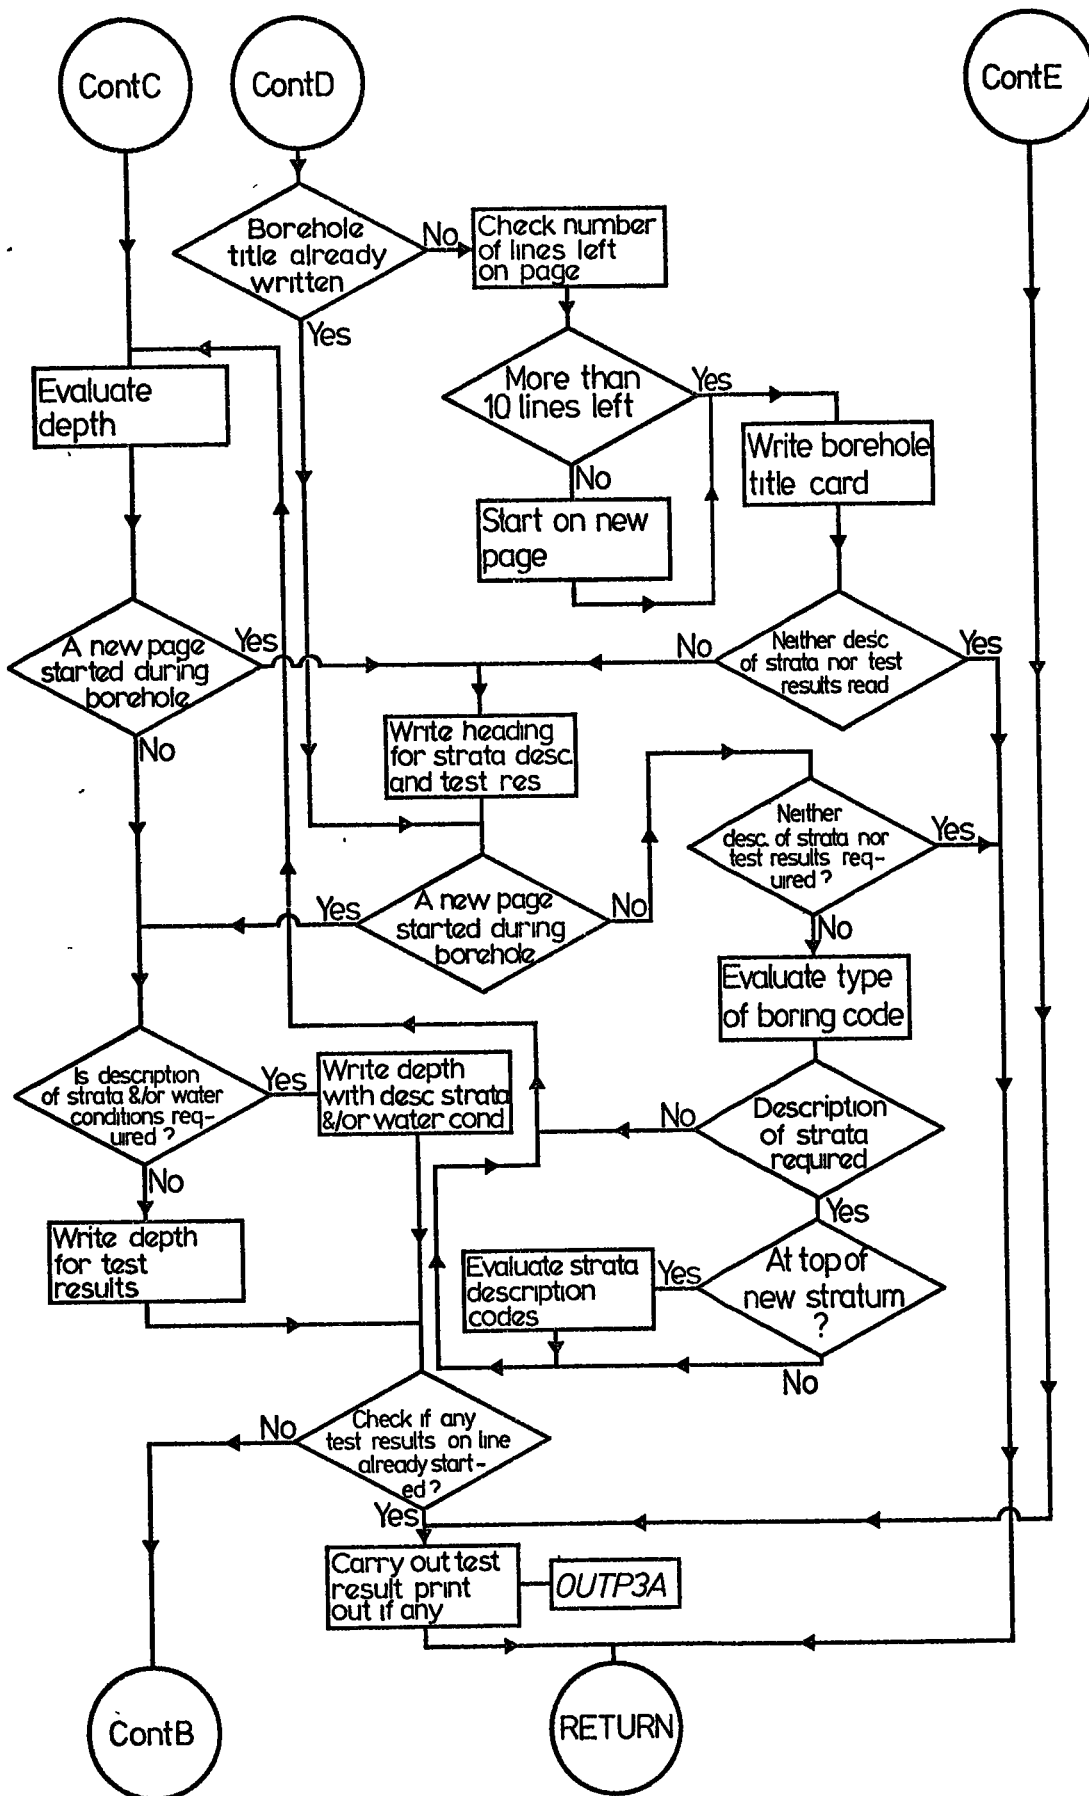 ContC
ContD
ContE
Borehole
title already
written
No
Check number
of lines left
on page
Yes
More than
10 lines left
Yes
Evaluate
depth
Write borehole
title card
No
Start on new
page
A new page
started during
borehole
Yes
No
Neither desc
of strata nor test
results read
Yes
No
Write heading
for strata desc.
and test res
Neither
desc. of strata nor
test results req-
uired ?
Yes
No
Yes
A new page
started during
borehole
No
Evaluate type
of boring code
Is description
of strata &/or water
conditions req-
uired ?
Yes
Write depth
with desc strata
&/or water cond
No
Description
of strata
required
No
Yes
Write depth
for test
results
Evaluate strata
description
codes
Yes
At top of
new stratum
?
No
No
Check if any
test results on line
already start-
ed ?
Yes
Carry out test
result print
out if any
OUTP3A
ContB
RETURN